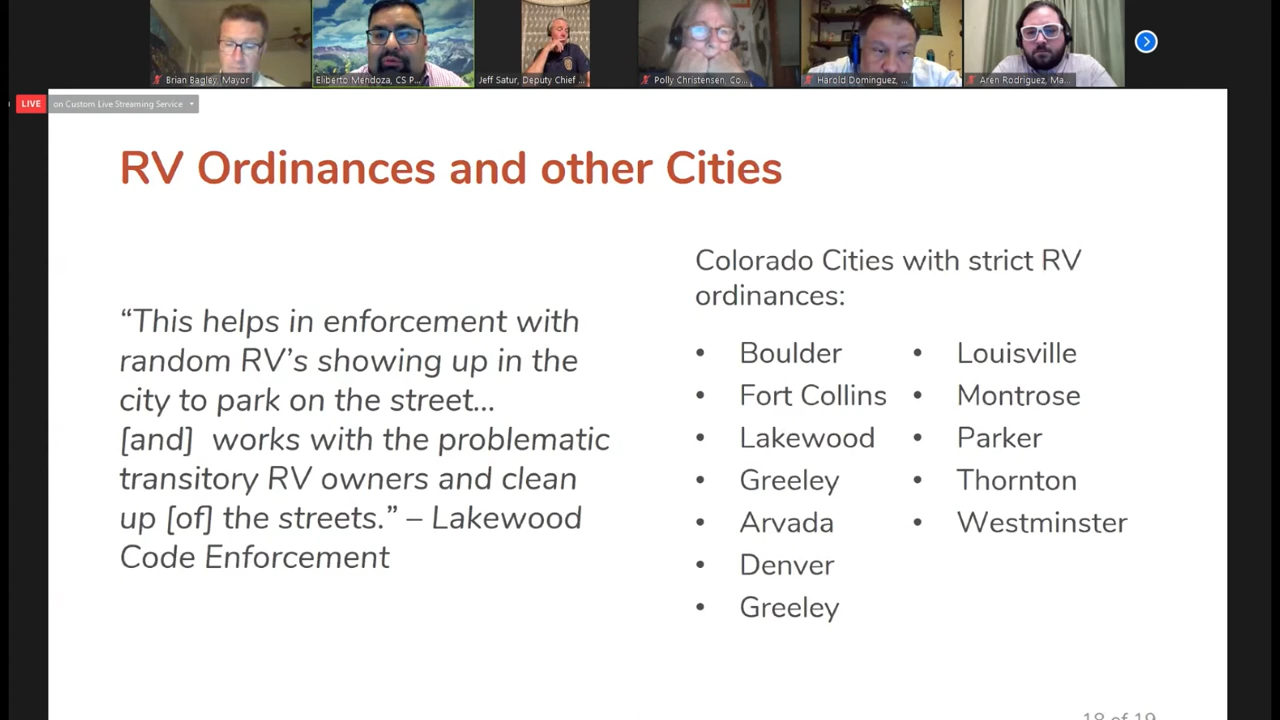 Brian Bagley, Mayor
Eliberto Mendoza, CS P...
Jeff Satur, Deputy Chief ...
Polly Christensen, Co...
Harold Dominguez, ...
Aren Rodriguez, Ma...
LIVE on Custom Live Streaming Service
RV Ordinances and other Cities
“This helps in enforcement with
random RV’s showing up in the
city to park on the street...
[and] works with the problematic
transitory RV owners and clean
up [of] the streets.” – Lakewood
Code Enforcement
Colorado Cities with strict RV
ordinances:
• Boulder
• Fort Collins
• Lakewood
• Greeley
• Arvada
• Denver
• Greeley
• Louisville
• Montrose
• Parker
• Thornton
• Westminster
18 of 19